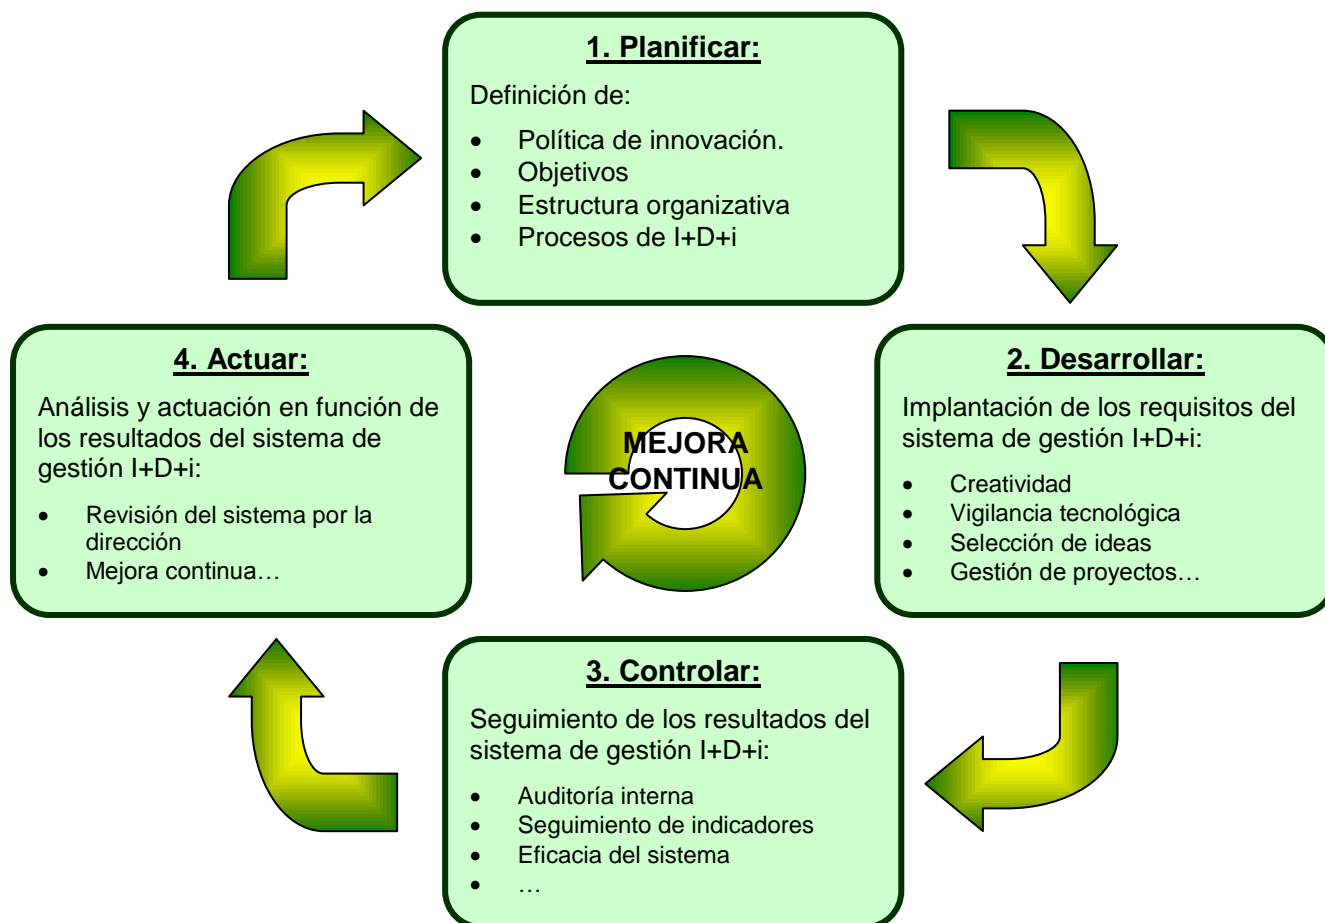 1. Planificar:
Definición de:
• Política de innovación.
• Objetivos
• Estructura organizativa
• Procesos de I+D+i
4. Actuar:
Análisis y actuación en función de
los resultados del sistema de
gestión I+D+i:
• Revisión del sistema por la
dirección
• Mejora continua…
MEJORA
CONTINUA
2. Desarrollar:
Implantación de los requisitos del
sistema de gestión I+D+i:
• Creatividad
• Vigilancia tecnológica
• Selección de ideas
• Gestión de proyectos…
3. Controlar:
Seguimiento de los resultados del
sistema de gestión I+D+i:
• Auditoría interna
• Seguimiento de indicadores
• Eficacia del sistema
• …